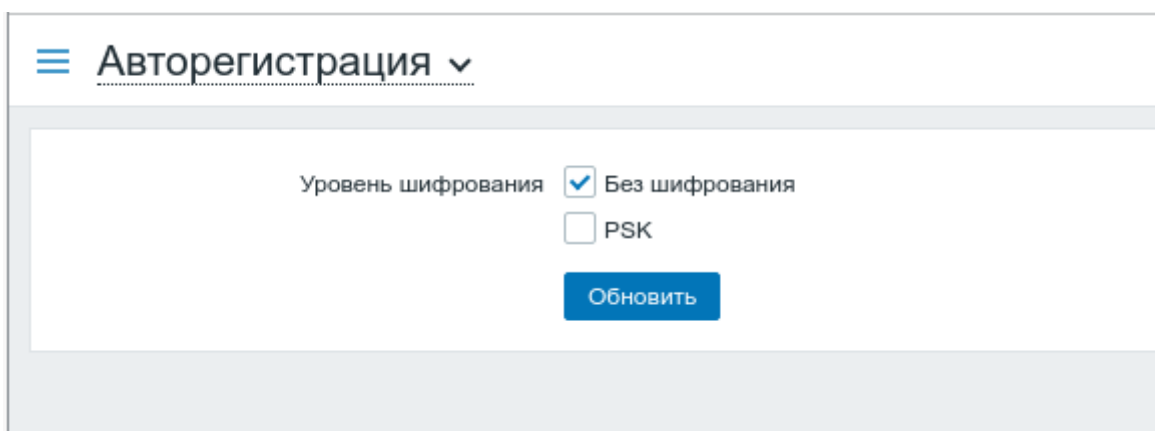 Авторегистрация
Уровень шифрования Без шифрования
PSK
Обновить